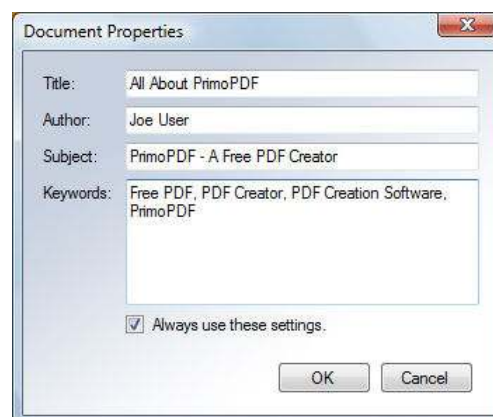 Document Properties
Title: All About PrimoPDF
Author: Joe User
Subject: PrimoPDF - A Free PDF Creator
Keywords: Free PDF, PDF Creator, PDF Creation Software,
PrimoPDF
Always use these settings.
OK Cancel